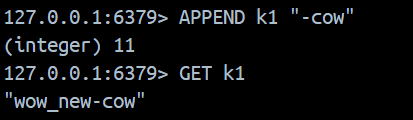 127.0.0.1:6379> APPEND k1 "-cow"
(integer) 11
127.0.0.1:6379> GET k1
"wow_new-cow"